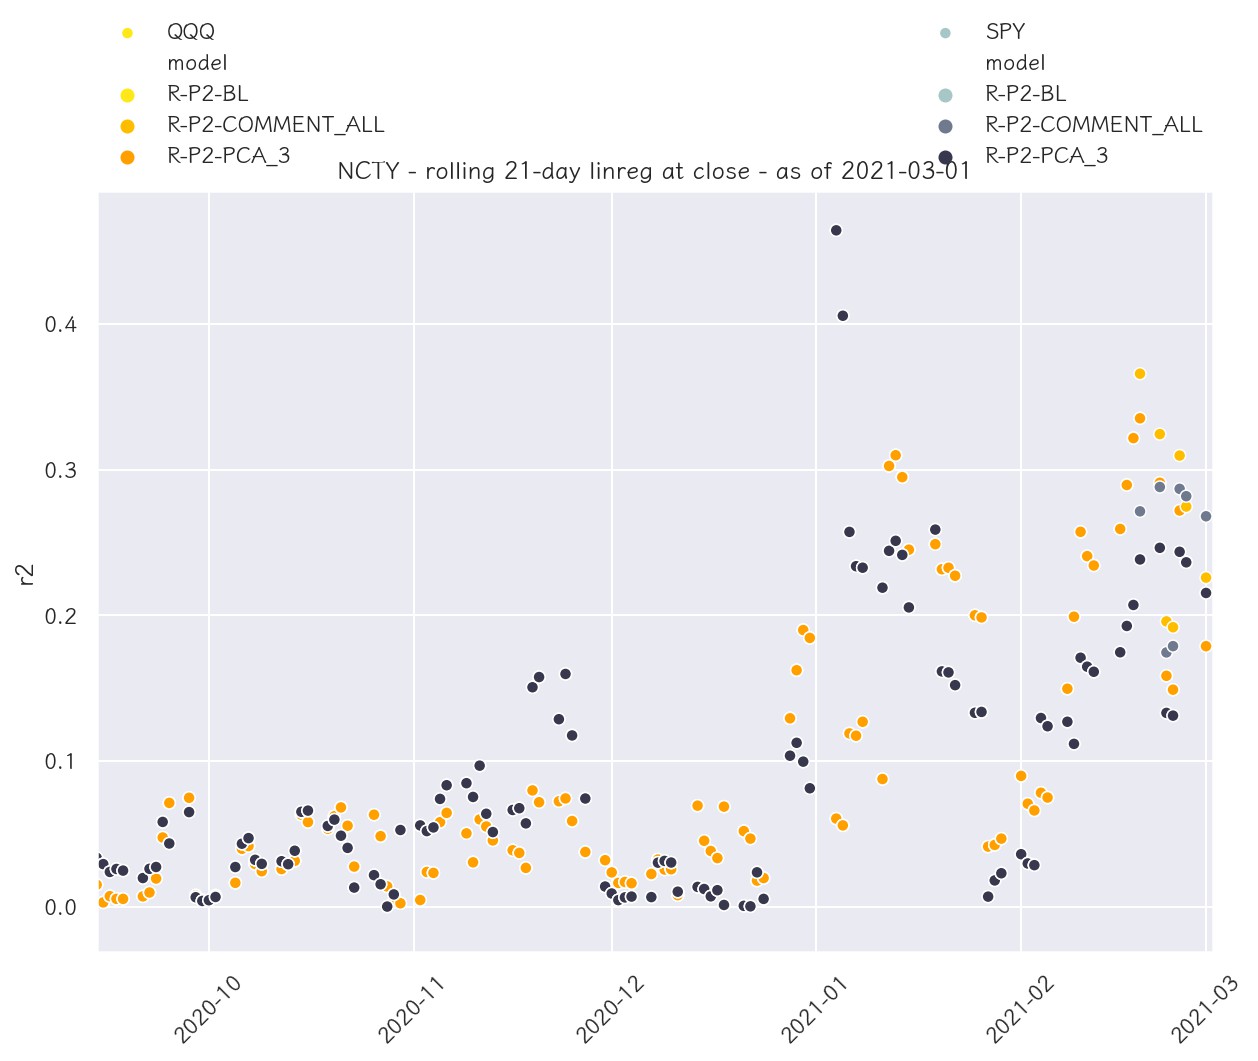 QQQ
model
R-P2-BL
R-P2-COMMENT_ALL
R-P2-PCA_3
SPY
model
R-P2-BL
R-P2-COMMENT_ALL
R-P2-PCA_3
NCTY - rolling 21-day linreg at close - as of 2021-03-01
r2
0.4
0.3
0.2
0.1
0.0
2020-10
2020-11
2020-12
2021-01
2021-02
2021-03